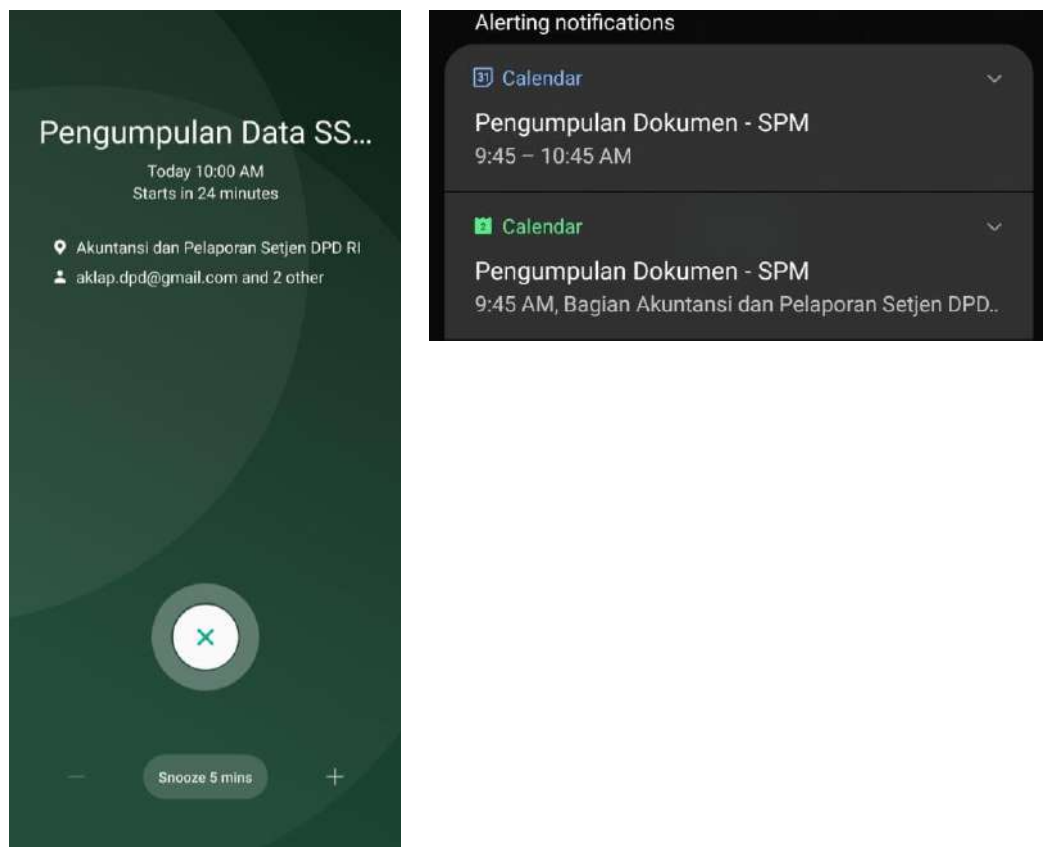 Pengumpulan Data SS...
Today 10:00 AM
Starts in 24 minutes
Akuntansi dan Pelaporan Setjen DPD RI
aklap.dpd@gmail.com and 2 other
Snooze 5 mins
Alerting notifications
31 Calendar
Pengumpulan Dokumen - SPM
9:45 – 10:45 AM
2 Calendar
Pengumpulan Dokumen - SPM
9:45 AM, Bagian Akuntansi dan Pelaporan Setjen DPD..